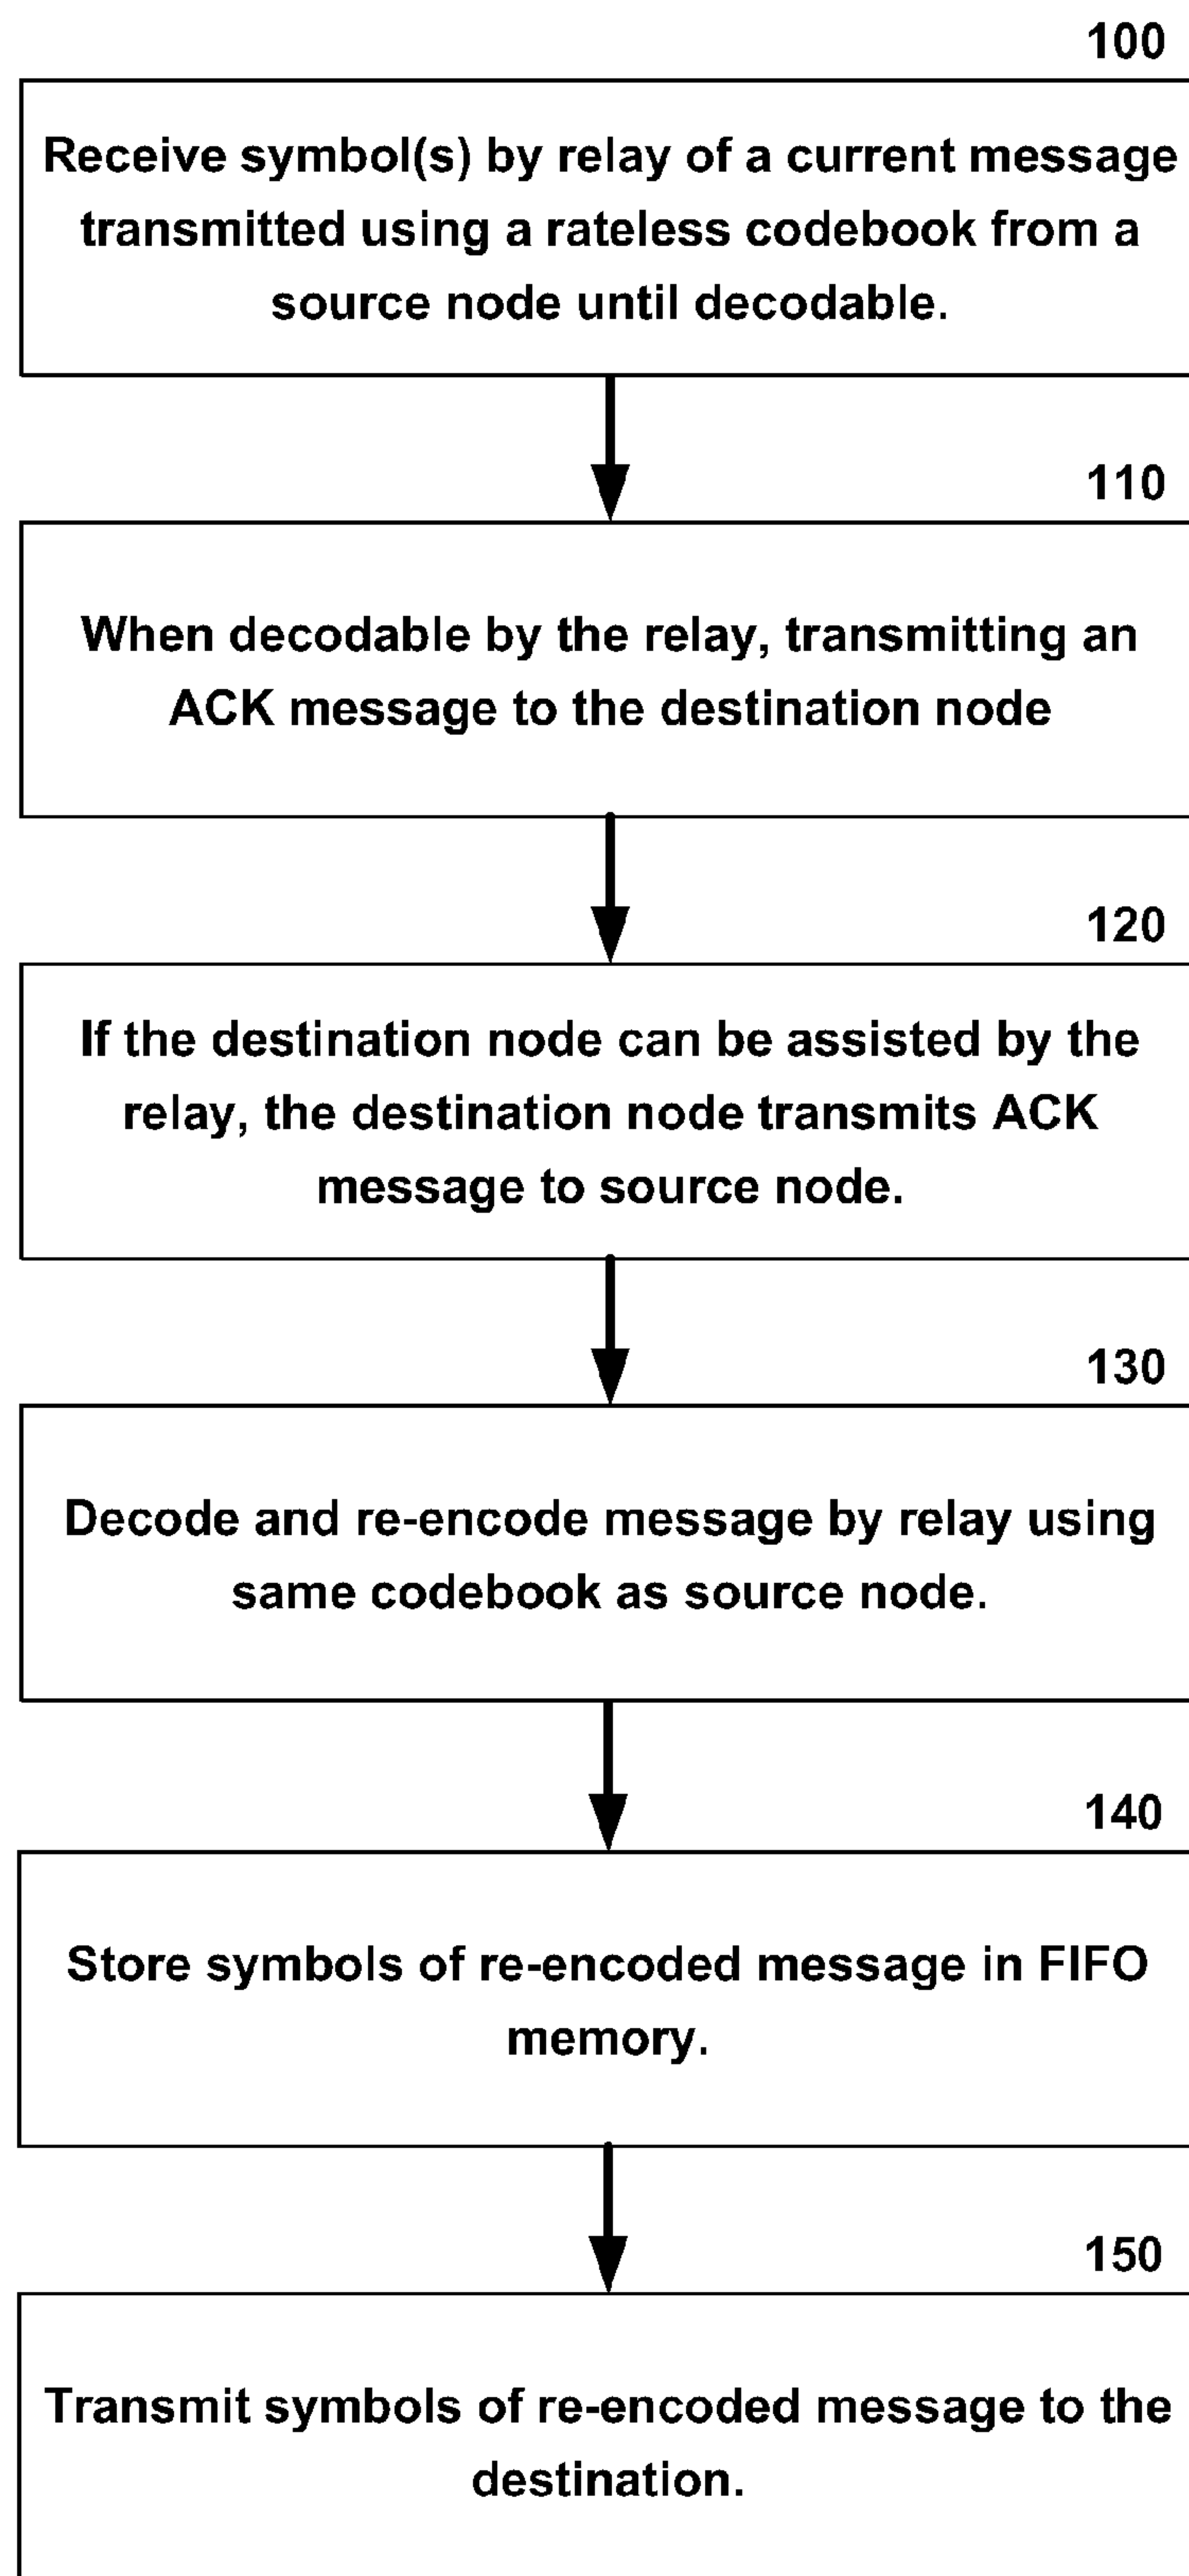 100
Receive symbol(s) by relay of a current message
transmitted using a rateless codebook from a
source node until decodable.
110
When decodable by the relay, transmitting an
ACK message to the destination node
120
If the destination node can be assisted by the
relay, the destination node transmits ACK
message to source node.
130
Decode and re-encode message by relay using
same codebook as source node.
140
Store symbols of re-encoded message in FIFO
memory.
150
Transmit symbols of re-encoded message to the
destination.